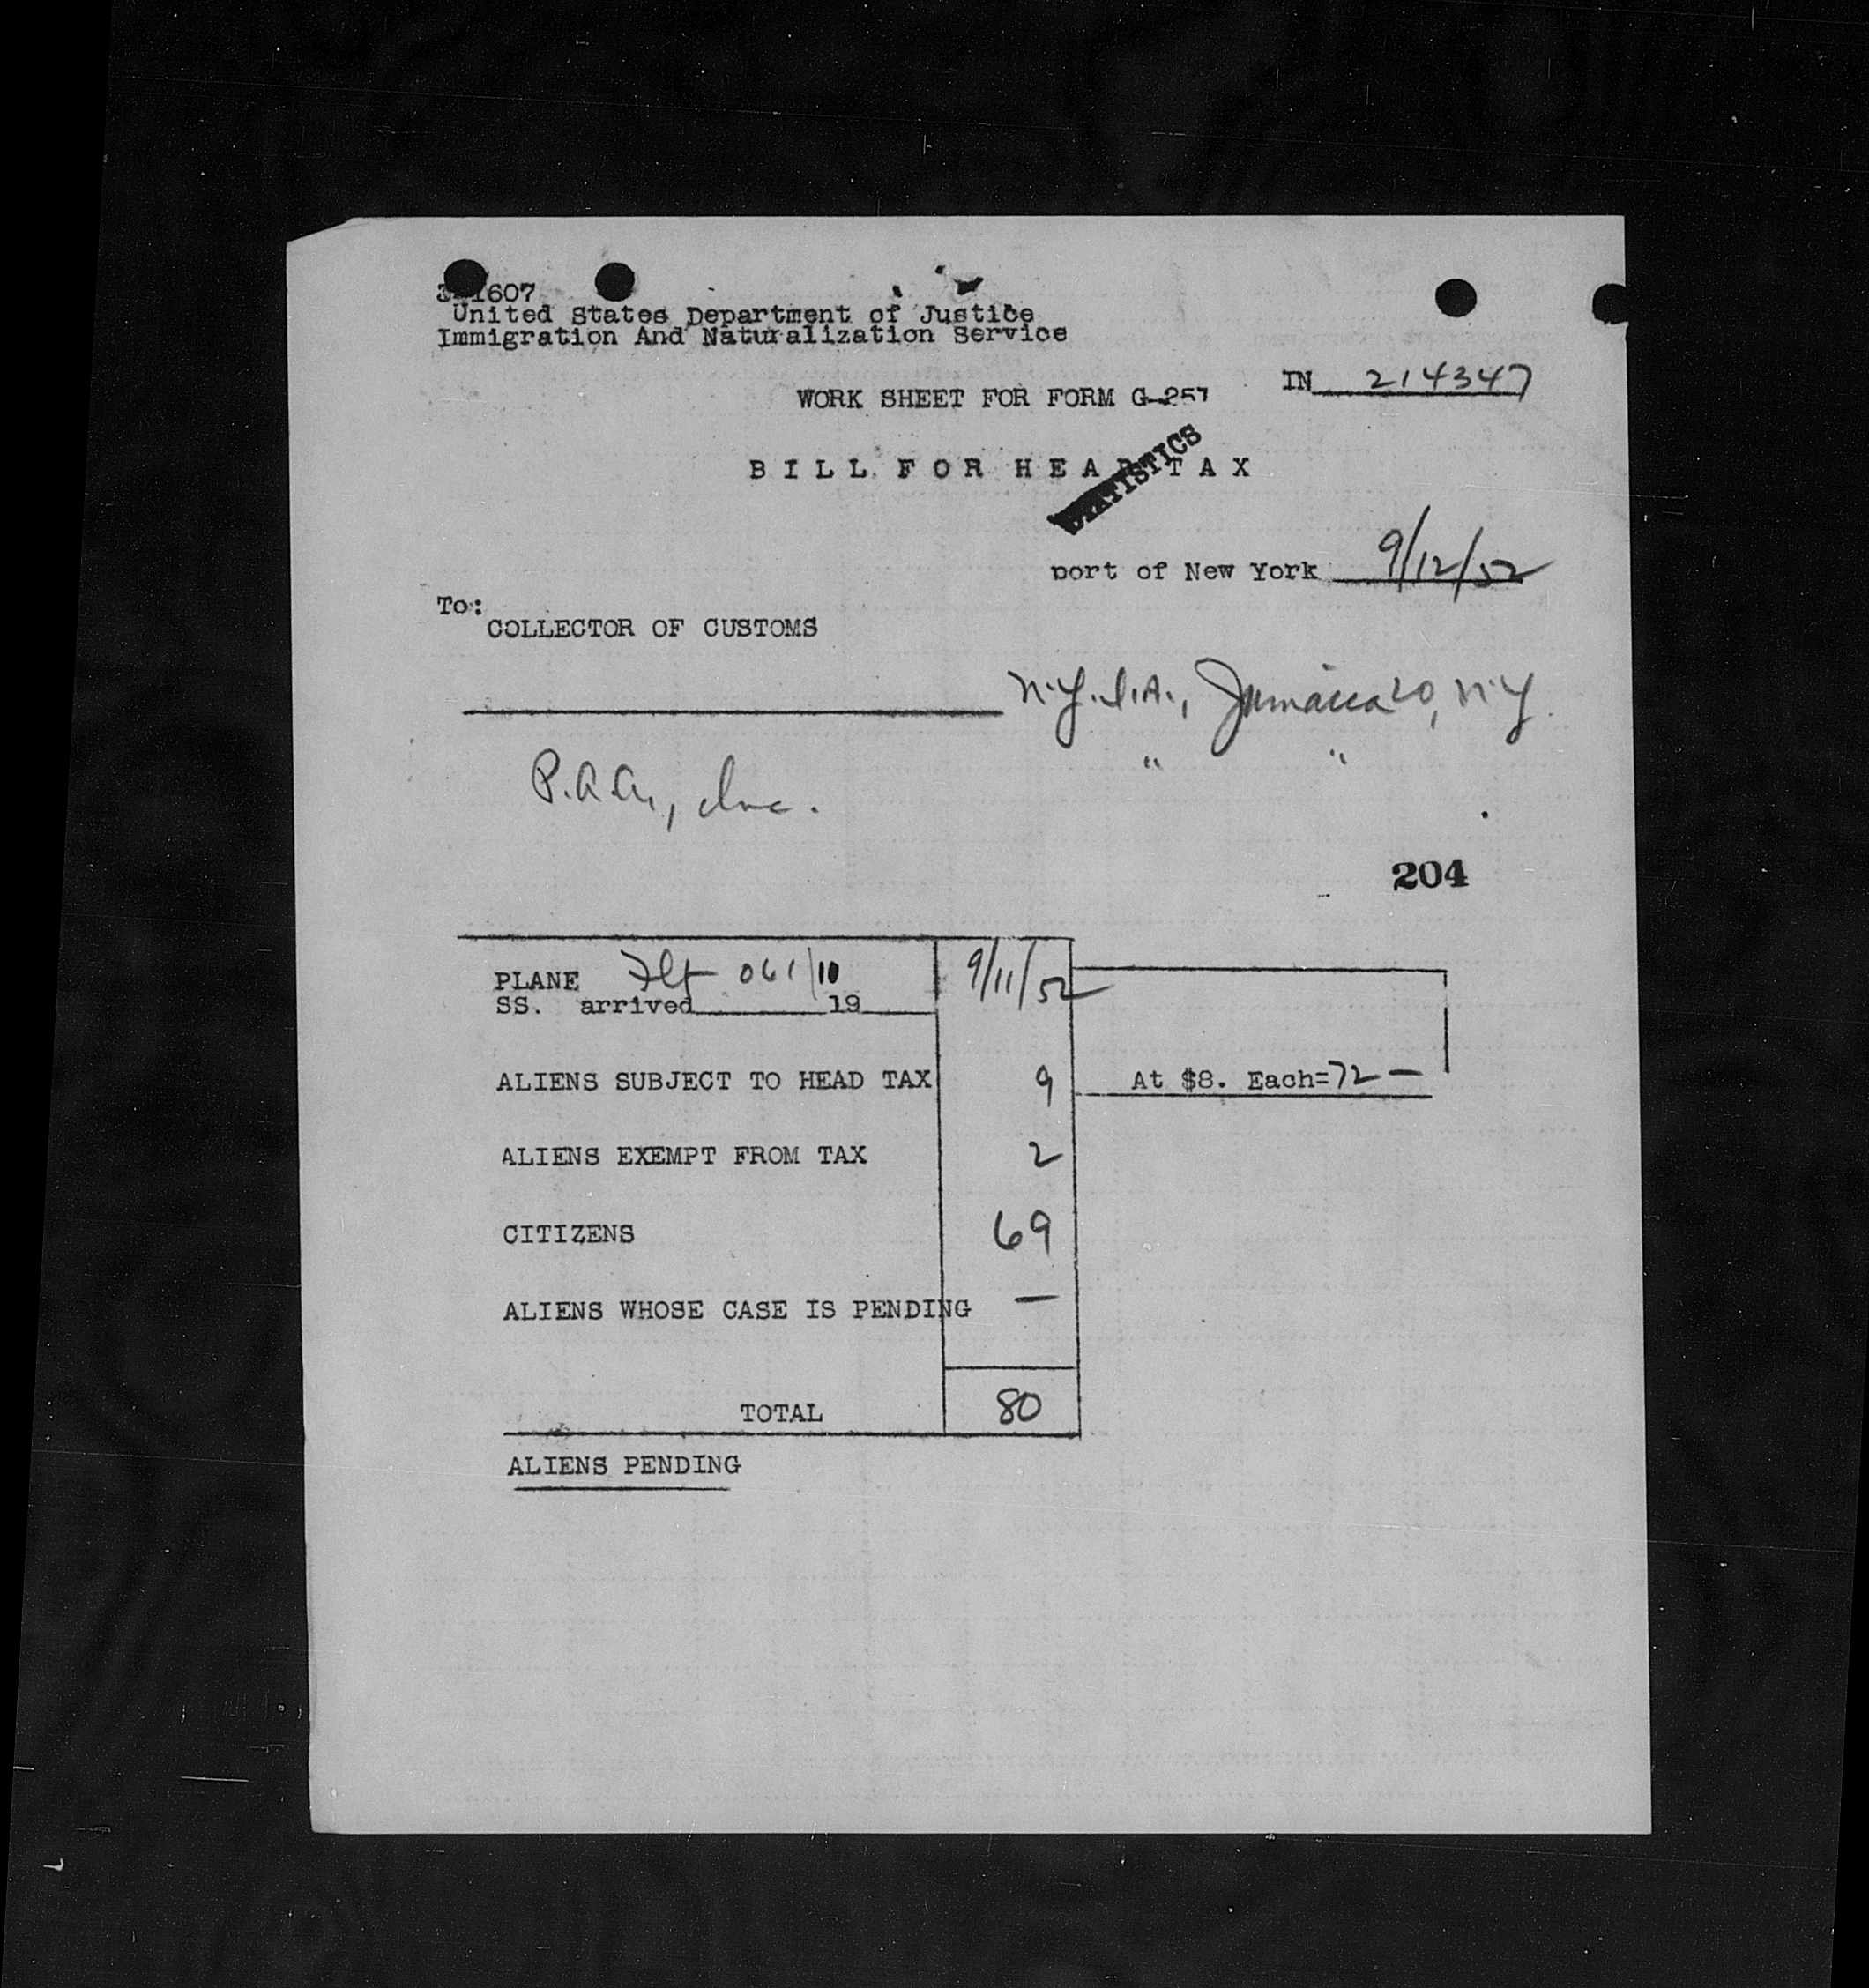 1607
United States Department of Justice
Immigration And Naturalization Service
WORK SHEET FOR FORM G-257
IN 214347
BILL FOR HEAD TAX
STATISTICS
port of New York 9/12/52
To:
COLLECTOR OF CUSTOMS
N.Y.I.A., Jamaica 20, N.Y.
" "
P.A.A., Inc.
204
PLANE Flt 061/10 9/11/52
SS. arrived 19
ALIENS SUBJECT TO HEAD TAX 9 At $8. Each=72 —
ALIENS EXEMPT FROM TAX 2
CITIZENS 69
ALIENS WHOSE CASE IS PENDING —
TOTAL 80
ALIENS PENDING